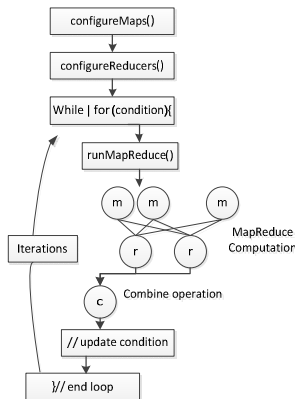 configureMaps()
configureReducers()
While | for(condition){
runMapReduce()
m m m
MapReduce
Computation
r r
Iterations
Combine operation
c
// update condition
}// end loop